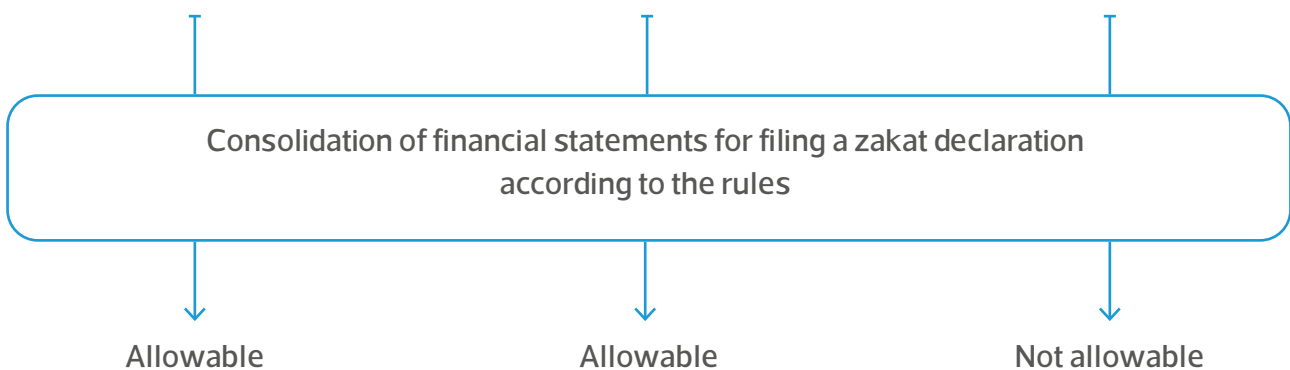 Consolidation of financial statements for filing a zakat declaration
according to the rules
Allowable
Allowable
Not allowable